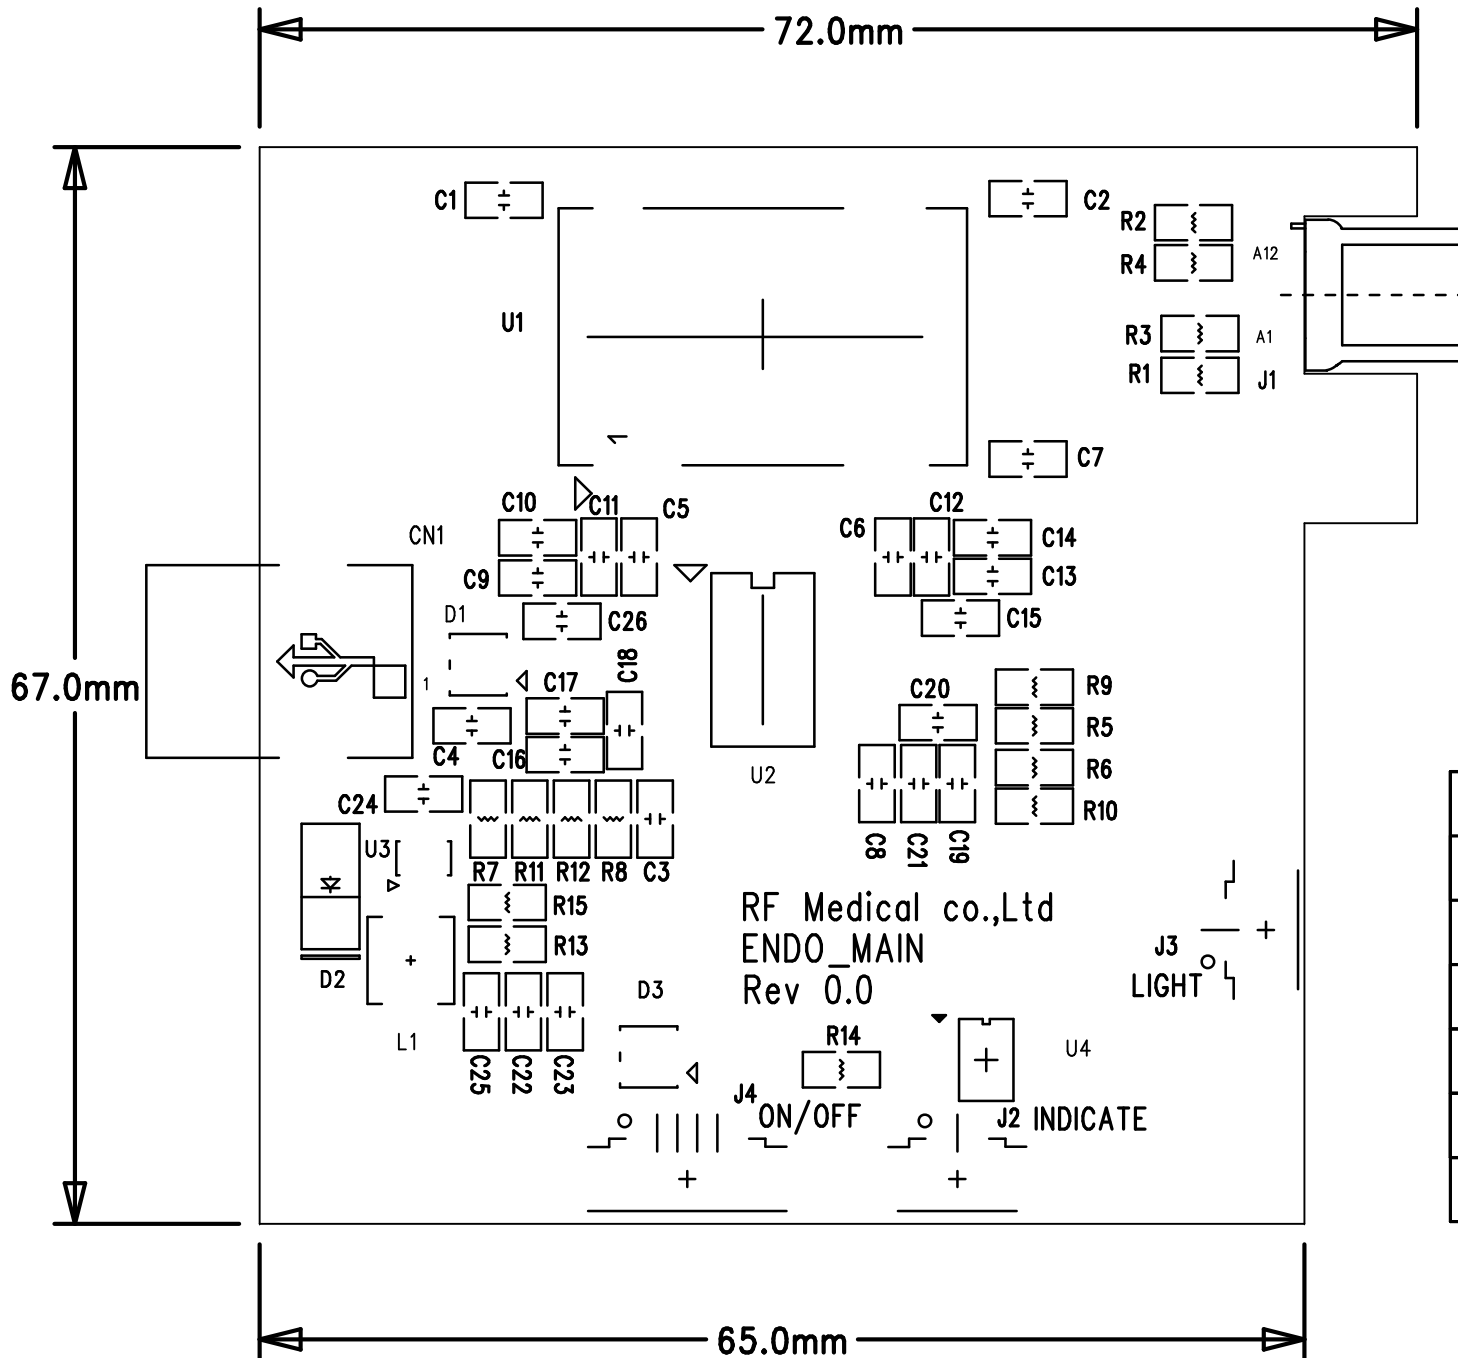 72.0mm
C1
C2
R2
R4
A12
U1
R3
A1
R1
J1
1
C7
C10
C11
C5
C6
C12
CN1
C14
C9
C13
D1
C26
C15
C18
67.0mm
1
C17
C20
R9
R5
C4
C16
U2
R6
C24
R10
U3
R7
R11
R12
R8
C3
C8
C21
C19
R15
RF Medical co.,Ltd
R13
ENDO_MAIN
J3
D2
D3
Rev 0.0
LIGHT
L1
R14
U4
C25
C22
C23
J4
ON/OFF
J2 INDICATE
65.0mm